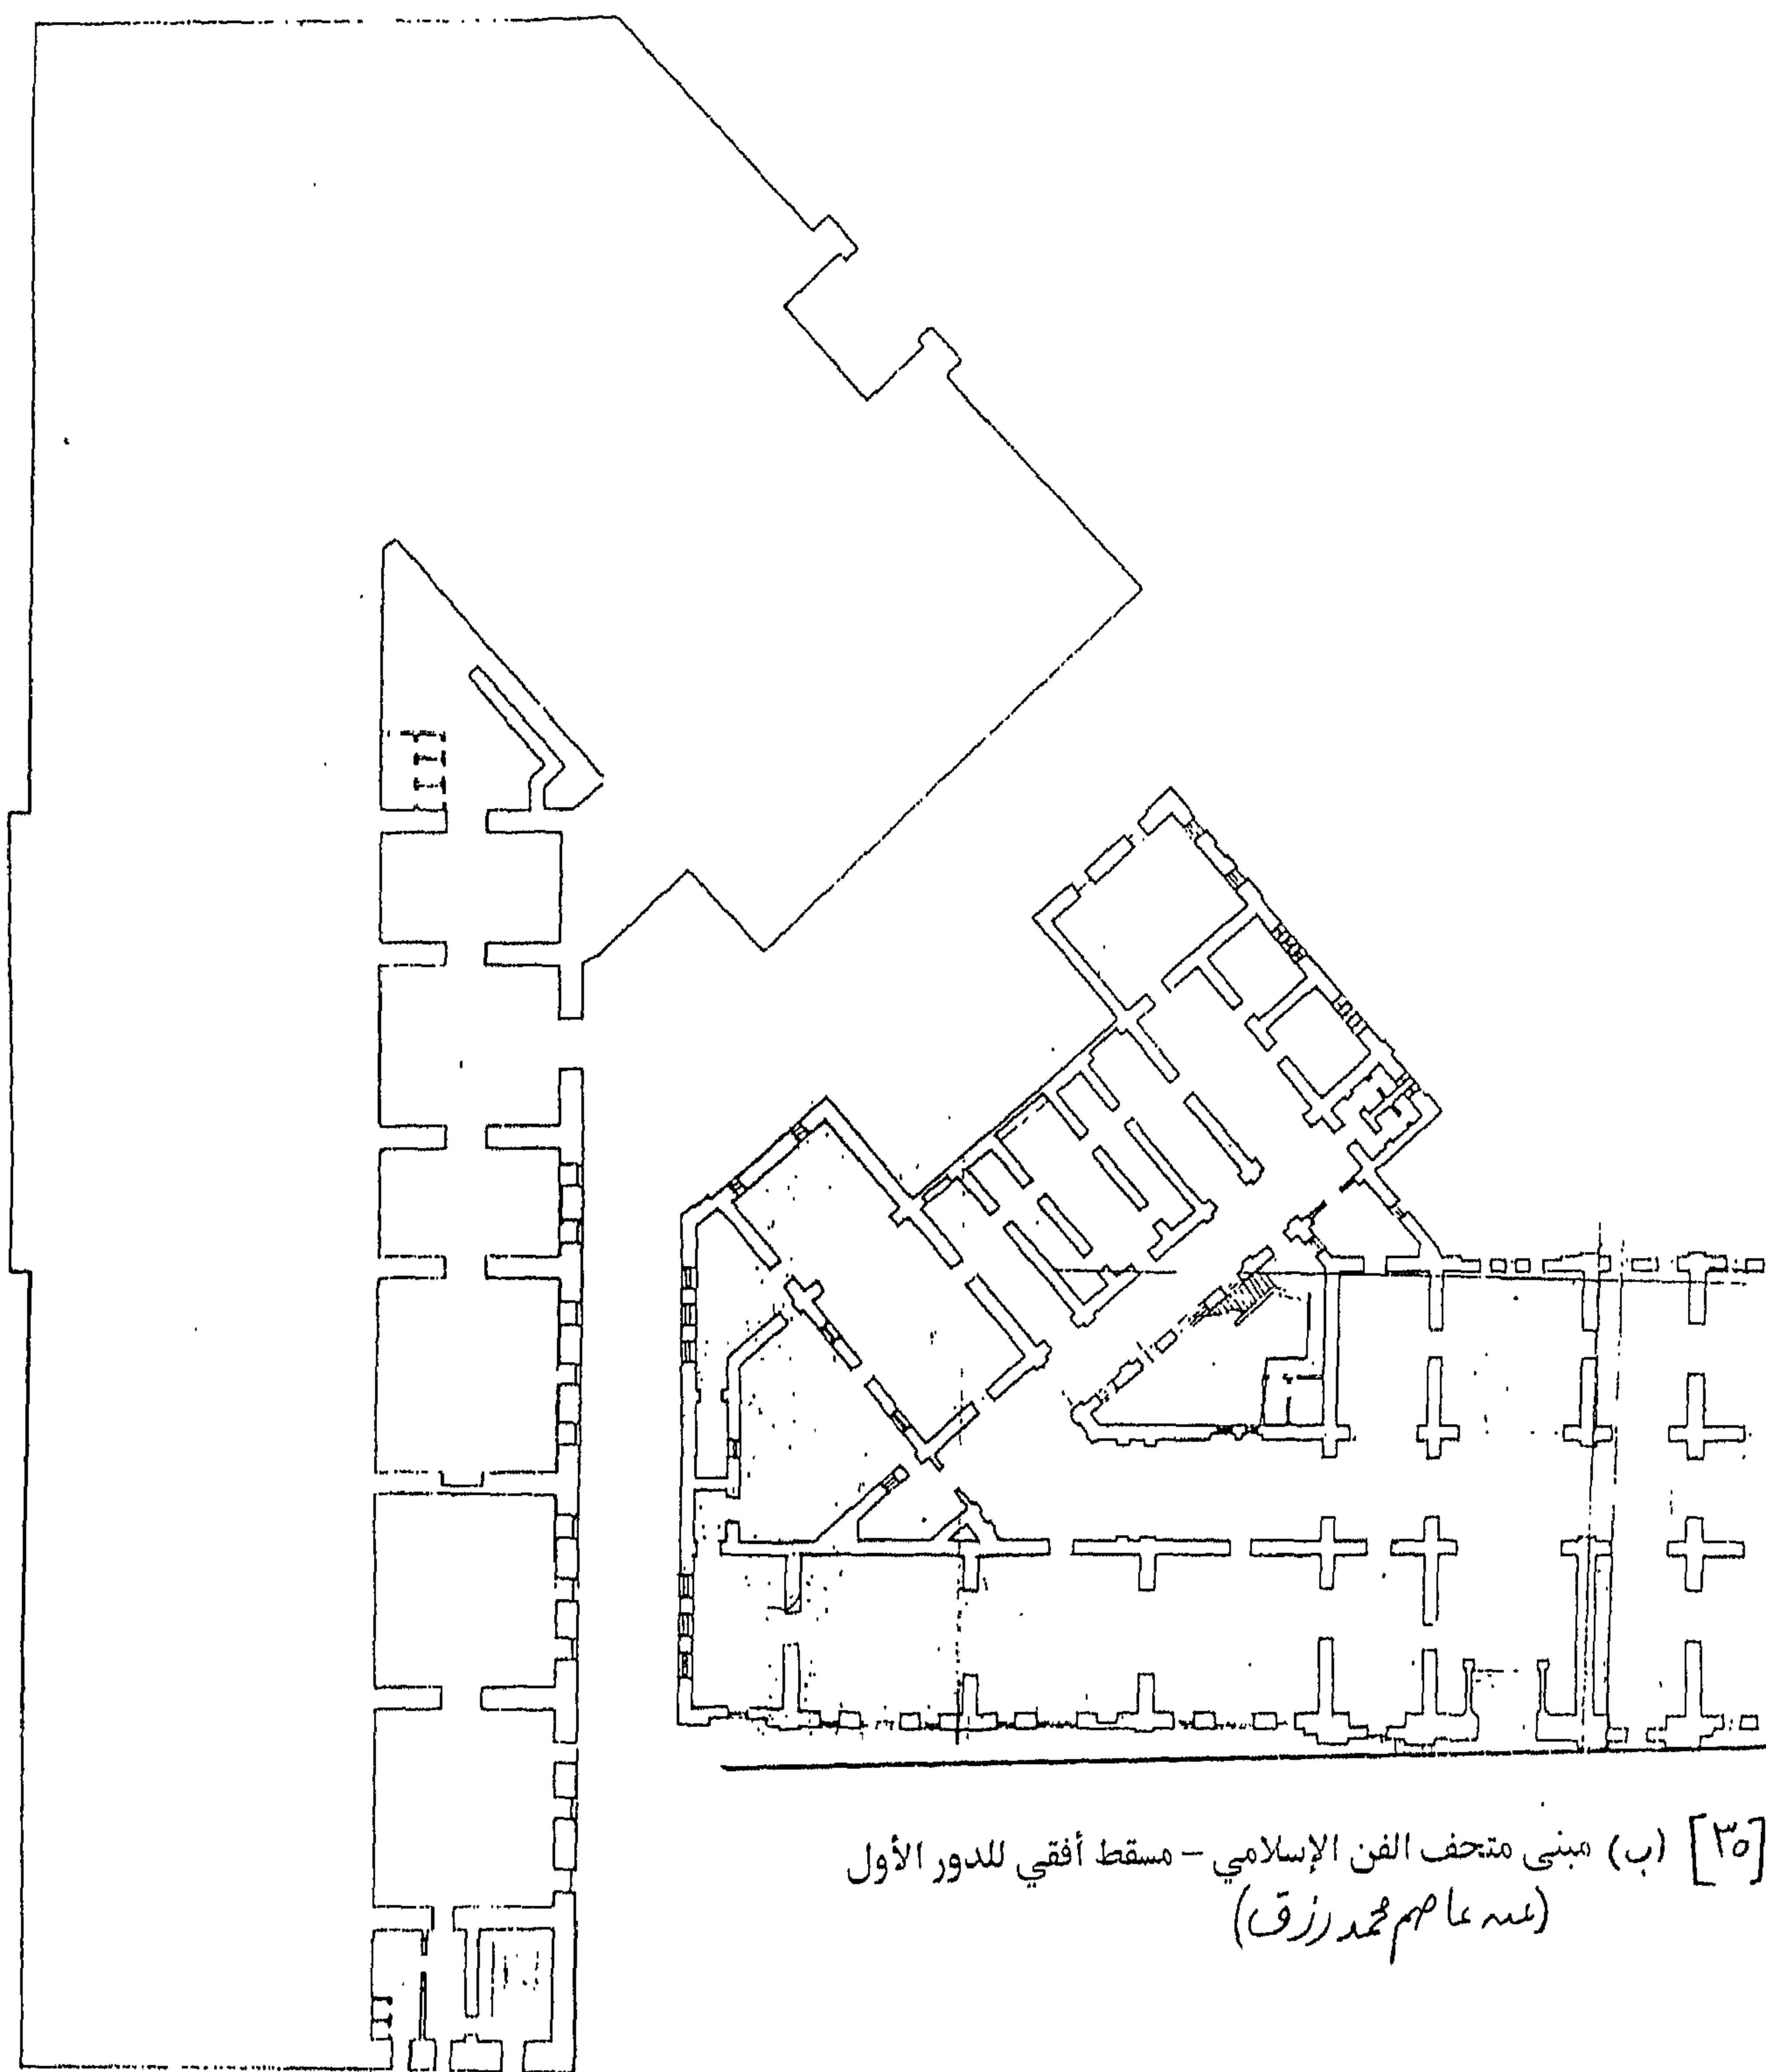 [٣٥] (ب) مبنى متحف الفن الإسلامي – مسقط أفقي للدور الأول
(عن عاصم محمد رزق)